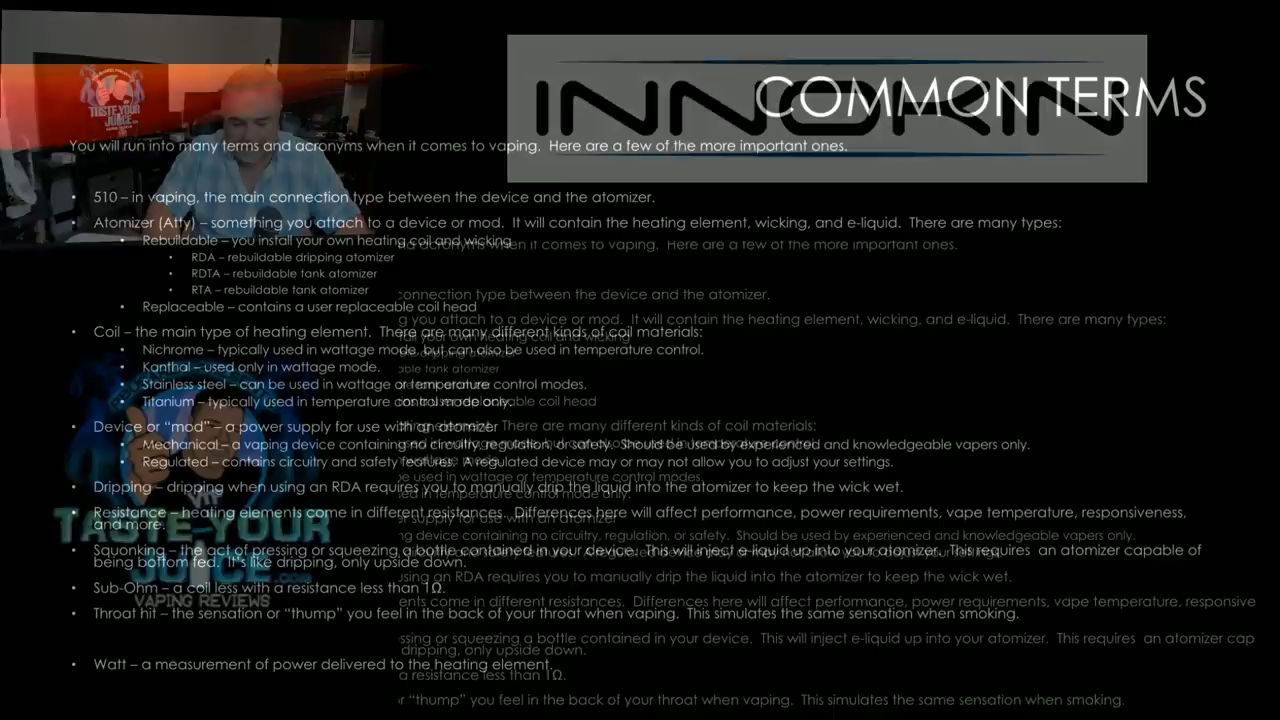 INNOKIN
COMMON TERMS
TASTE YOUR
JUICE
You will run into many terms and acronyms when it comes to vaping. Here are a few of the more important ones.
• 510 – in vaping, the main connection type between the device and the atomizer.
• Atomizer (Atty) – something you attach to a device or mod. It will contain the heating element, wicking, and e-liquid. There are many types:
• Rebuildable – you install your own heating coil and wicking
• RDA – rebuildable dripping atomizer
• RDTA – rebuildable tank atomizer
• RTA – rebuildable tank atomizer
• Replaceable – contains a user replaceable coil head
• Coil – the main type of heating element. There are many different kinds of coil materials:
• Nichrome – typically used in wattage mode, but can also be used in temperature control.
• Kanthal – used only in wattage mode.
• Stainless steel – can be used in wattage or temperature control modes.
• Titanium – typically used in temperature control mode only.
• Device or “mod” – a power supply for use with an atomizer
• Mechanical – a vaping device containing no circuitry, regulation, or safety. Should be used by experienced and knowledgeable vapers only.
• Regulated – contains circuitry and safety features. A regulated device may or may not allow you to adjust your settings.
• Dripping – dripping when using an RDA requires you to manually drip the liquid into the atomizer to keep the wick wet.
• Resistance – heating elements come in different resistances. Differences here will affect performance, power requirements, vape temperature, responsiveness,
and more.
• Squonking – the act of pressing or squeezing a bottle contained in your device. This will inject e-liquid up into your atomizer. This requires an atomizer capable of
being bottom fed. It's like dripping, only upside down.
• Sub-Ohm – a coil less with a resistance less than 1Ω.
• Throat hit – the sensation or “thump” you feel in the back of your throat when vaping. This simulates the same sensation when smoking.
• Watt – a measurement of power delivered to the heating element.
TASTE-YOUR
JUICE.com
VAPING REVIEWS